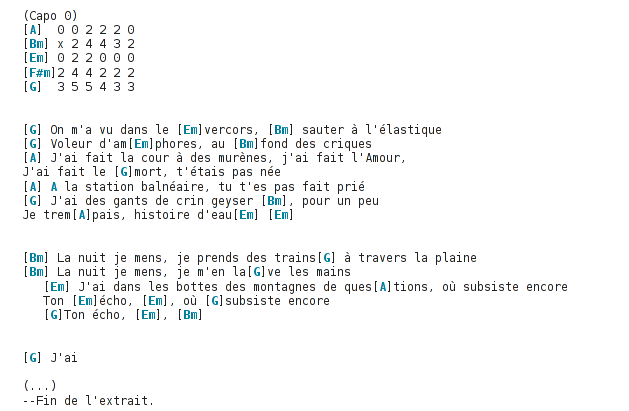 (Capo 0)
[A] 0 0 2 2 2 0
[Bm] x 2 4 4 3 2
[Em] 0 2 2 0 0 0
[F#m]2 4 4 2 2 2
[G] 3 5 5 4 3 3
[G] On m'a vu dans le [Em]vercors, [Bm] sauter à l'élastique
[G] Voleur d'am[Em]phores, au [Bm]fond des criques
[A] J'ai fait la cour à des murènes, j'ai fait l'Amour,
J'ai fait le [G]mort, t'étais pas née
[A] A la station balnéaire, tu t'es pas fait prié
[G] J'ai des gants de crin geyser [Bm], pour un peu
Je trem[A]pais, histoire d'eau[Em] [Em]
[Bm] La nuit je mens, je prends des trains[G] à travers la plaine
[Bm] La nuit je mens, je m'en la[G]ve les mains
[Em] J'ai dans les bottes des montagnes de ques[A]tions, où subsiste encore
Ton [Em]écho, [Em], où [G]subsiste encore
[G]Ton écho, [Em], [Bm]
[G] J'ai
(...)
--Fin de l'extrait.